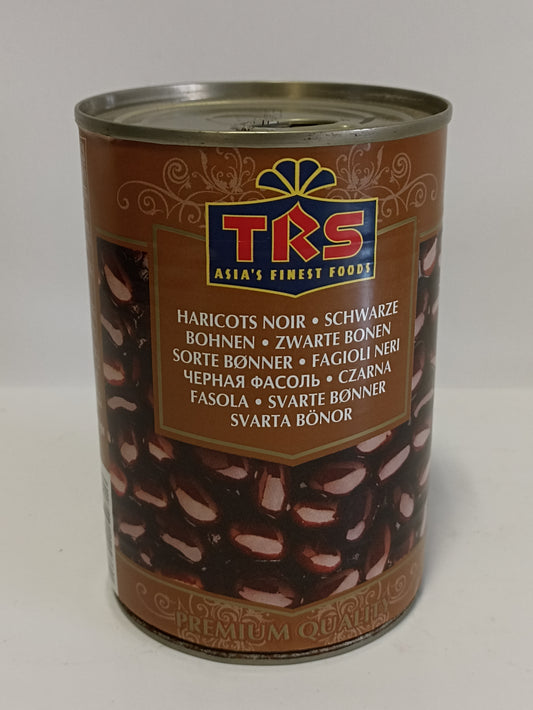 TRS
ASIA'S FINEST FOODS
HARICOTS NOIR • SCHWARZE
BOHNEN • ZWARTE BONEN
SORTE BØNNER • FAGIOLI NERI
ЧЕРНАЯ ФАСОЛЬ • CZARNA
FASOLA • SVARTE BØNNER
SVARTA BÖNOR
PREMIUM QUALITY